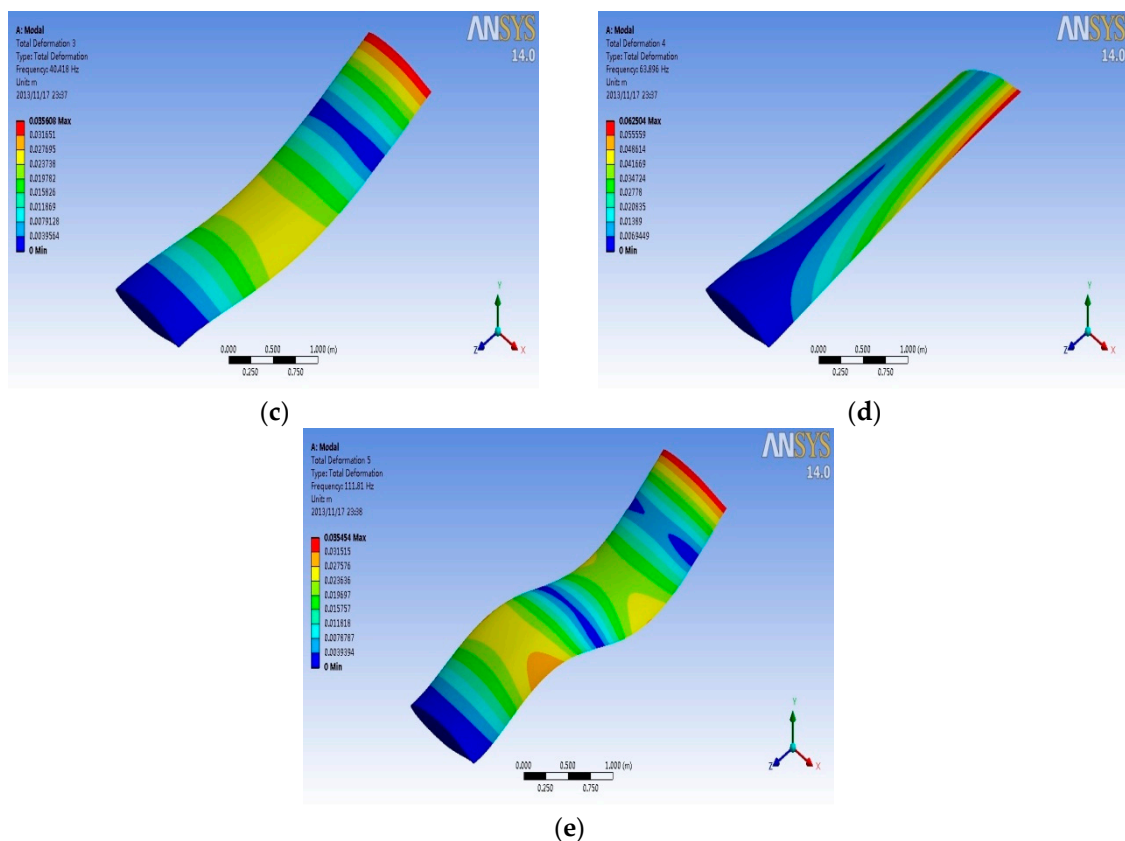 A: Modal
Total Deformation 3
Type: Total Deformation
Frequency: 40.418 Hz
Unit: m
2013/11/17 23:37
0.035608 Max
0.031651
0.027695
0.023738
0.019782
0.015826
0.011869
0.0079128
0.0039564
0 Min
ANSYS
14.0
Y
Z
X
0.000 0.500 1.000 (m)
0.250 0.750
(c)
A: Modal
Total Deformation 4
Type: Total Deformation
Frequency: 63.896 Hz
Unit: m
2013/11/17 23:37
0.062504 Max
0.055559
0.048614
0.041669
0.034724
0.02778
0.020835
0.01389
0.0069449
0 Min
ANSYS
14.0
Y
Z
X
0.000 0.500 1.000 (m)
0.250 0.750
(d)
A: Modal
Total Deformation 5
Type: Total Deformation
Frequency: 111.81 Hz
Unit: m
2013/11/17 23:38
0.035454 Max
0.031515
0.027576
0.023636
0.019697
0.015757
0.011818
0.0078787
0.0039394
0 Min
ANSYS
14.0
Y
Z
X
0.000 0.500 1.000 (m)
0.250 0.750
(e)